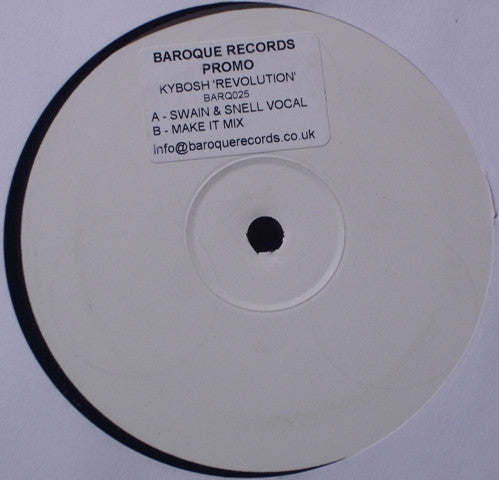 BAROQUE RECORDS
PROMO
KYBOSH 'REVOLUTION'
BARQ025
A - SWAIN & SNELL VOCAL
B - MAKE IT MIX
info@baroquerecords.co.uk